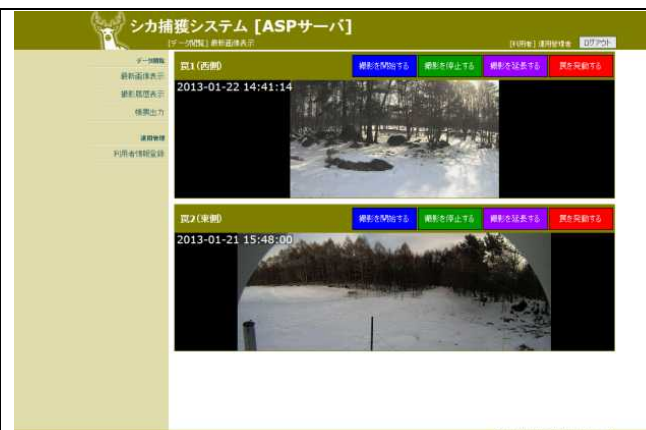 シカ捕獲システム [ASPサーバ]
[データ閲覧] 最新画像表示
[利用者] 運用管理者 ログアウト
データ閲覧
最新画像表示
撮影履歴表示
帳票出力
運用管理
利用者情報登録
罠1(西側) 撮影を開始する 撮影を停止する 撮影を延長する 罠を発動する
2013-01-22 14:41:14
罠2(東側) 撮影を開始する 撮影を停止する 撮影を延長する 罠を発動する
2013-01-21 15:48:00